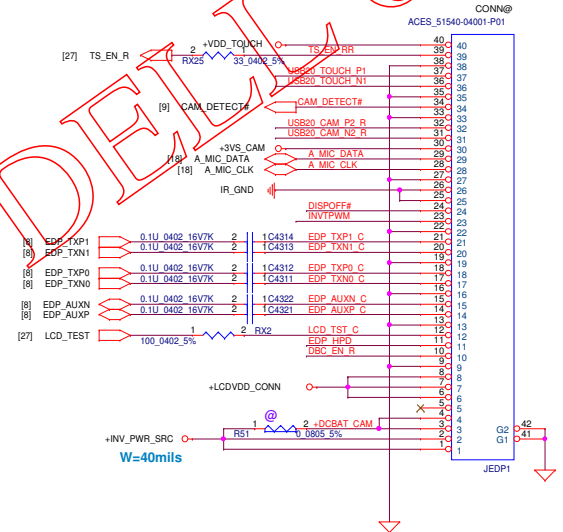 CONN@
ACES_51540-04001-P01
+VDD_TOUCH 40 40
[27] TS_EN_R 2 1 TS_EN_RR 39 39
RX25 33_0402_5%
38 38
USB20_TOUCH_P1 37 37
USB20_TOUCH_N1 36 36
35 35
[9] CAM_DETECT# CAM_DETECT# 34 34
33 33
USB20_CAM_P2_R 32 32
USB20_CAM_N2_R 31 31
+3VS_CAM 30 30
[18] A_MIC_DATA A_MIC_DATA 29 29
[18] A_MIC_CLK A_MIC_CLK 28 28
27 27
IR_GND 26 26
25 25
DISPOFF# 24 24
INVTPWM 23 23
22 22
[8] EDP_TXP1 0.1U_0402_16V7K 2 1 C4314 EDP_TXP1_C 21 21
[8] EDP_TXN1 0.1U_0402_16V7K 2 1 C4313 EDP_TXN1_C 20 20
19 19
[8] EDP_TXP0 0.1U_0402_16V7K 2 1 C4312 EDP_TXP0_C 18 18
[8] EDP_TXN0 0.1U_0402_16V7K 2 1 C4311 EDP_TXN0_C 17 17
16 16
[8] EDP_AUXN 0.1U_0402_16V7K 2 1 C4322 EDP_AUXN_C 15 15
[8] EDP_AUXP 0.1U_0402_16V7K 2 1 C4321 EDP_AUXP_C 14 14
13 13
[27] LCD_TEST 1 2 RX2 LCD_TST_C 12 12
100_0402_5% EDP_HPD 11 11
DBC_EN_R 10 10
9 9
8 8
+LCDVDD_CONN 7 7
6 6
5 5
@ 4 4
1 2 +DCBAT_CAM 3 3 G2 42
+INV_PWR_SRC R51 0_0805_5% 2 2 G1 41
W=40mils 1 1
JEDP1
DELL